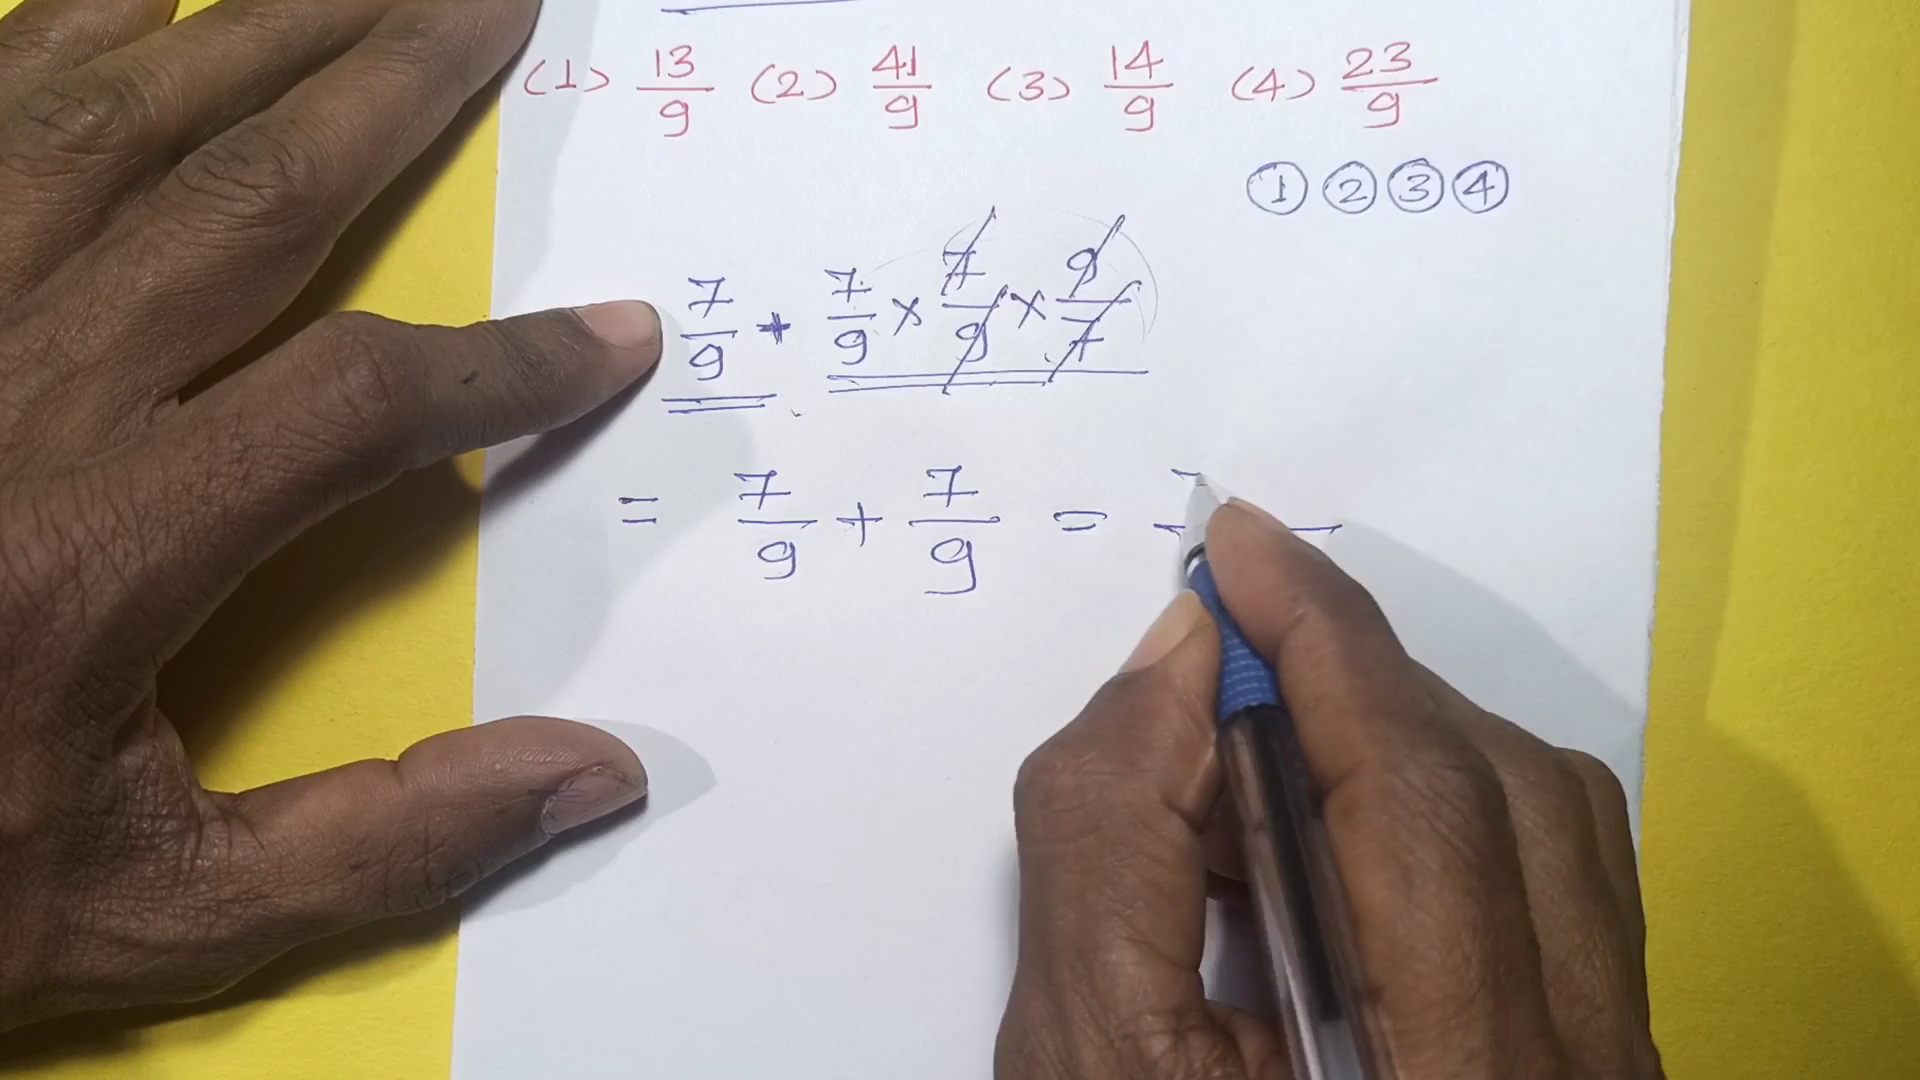 (1) 13/9 (2) 41/9 (3) 14/9 (4) 23/9
① ② ③ ④
7/9 + 7/9 × 7/9 × 9/7
= 7/9 + 7/9 = 7